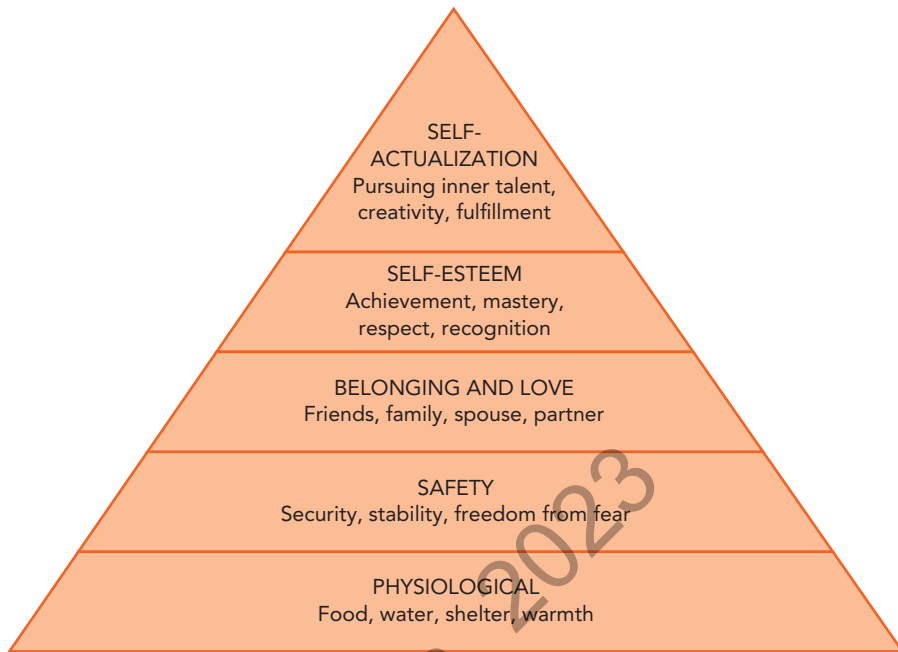 SELF-
ACTUALIZATION
Pursuing inner talent,
creativity, fulfillment
SELF-ESTEEM
Achievement, mastery,
respect, recognition
BELONGING AND LOVE
Friends, family, spouse, partner
SAFETY
Security, stability, freedom from fear
PHYSIOLOGICAL
Food, water, shelter, warmth
2023